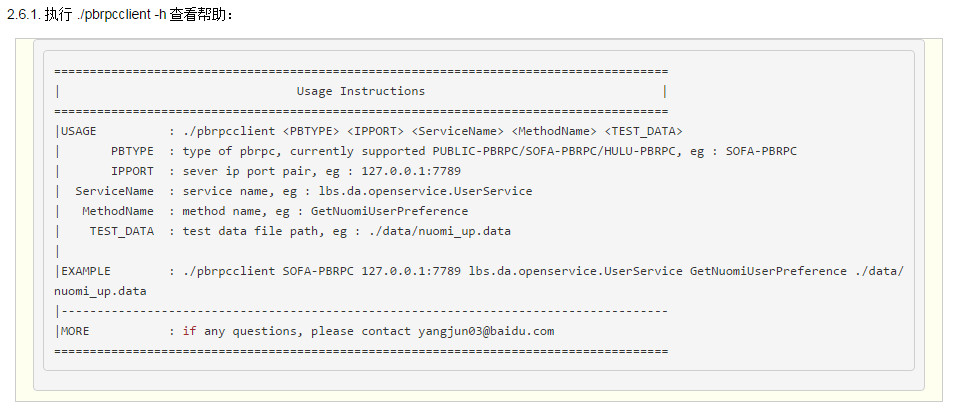 2.6.1. 执行 ./pbrpcclient -h 查看帮助：
======================================================================================
|                                 Usage Instructions                                 |
======================================================================================
|USAGE          : ./pbrpcclient <PBTYPE> <IPPORT> <ServiceName> <MethodName> <TEST_DATA>
|       PBTYPE  : type of pbrpc, currently supported PUBLIC-PBRPC/SOFA-PBRPC/HULU-PBRPC, eg : SOFA-PBRPC
|       IPPORT  : sever ip port pair, eg : 127.0.0.1:7789
|  ServiceName  : service name, eg : lbs.da.openservice.UserService
|   MethodName  : method name, eg : GetNuomiUserPreference
|    TEST_DATA  : test data file path, eg : ./data/nuomi_up.data
|
|EXAMPLE        : ./pbrpcclient SOFA-PBRPC 127.0.0.1:7789 lbs.da.openservice.UserService GetNuomiUserPreference ./data/
nuomi_up.data
|-------------------------------------------------------------------------------------
|MORE           : if any questions, please contact yangjun03@baidu.com
======================================================================================